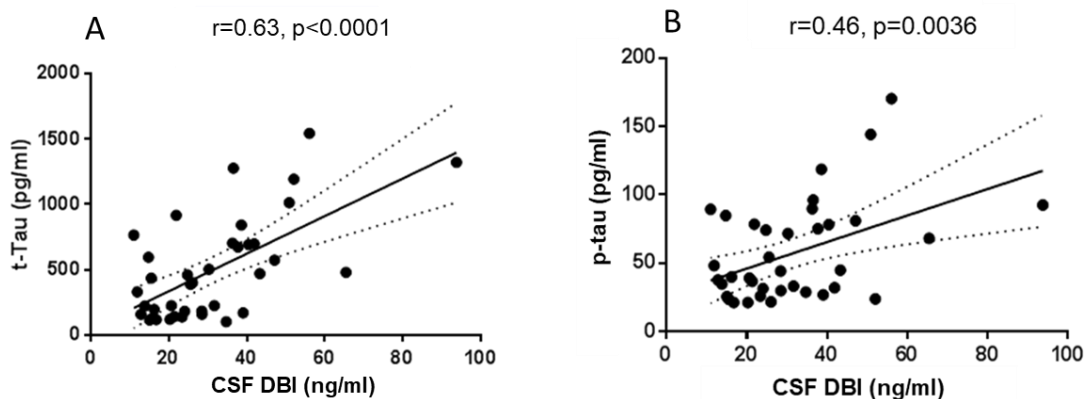 A
r=0.63, p<0.0001
2000
1500
1000
500
0
t-Tau (pg/ml)
0 20 40 60 80 100
CSF DBI (ng/ml)
B
r=0.46, p=0.0036
200
150
100
50
0
p-tau (pg/ml)
0 20 40 60 80 100
CSF DBI (ng/ml)